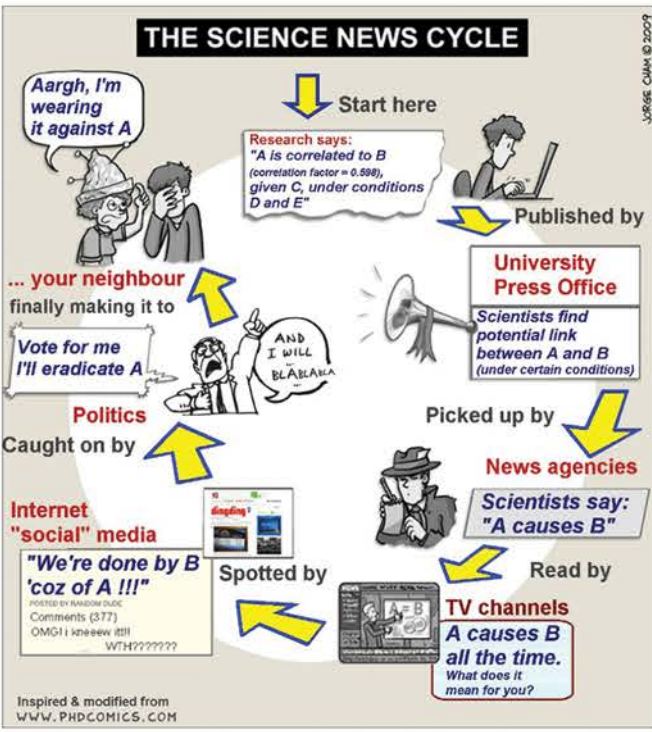 THE SCIENCE NEWS CYCLE
JORGE CHAM © 2009
Start here
Research says:
"A is correlated to B
(correlation factor = 0.598),
given C, under conditions
D and E"
Published by
University
Press Office
Scientists find
potential link
between A and B
(under certain conditions)
Picked up by
News agencies
Scientists say:
"A causes B"
Read by
TV channels
A = B
A causes B
all the time.
What does it
mean for you?
Spotted by
dingding
Internet
"social" media
"We're done by B
'coz of A !!!"
POSTED BY RANDOM DUDE
Comments (377)
OMG! i kneeew itt!!
WTH???????
Caught on by
Politics
Vote for me
I'll eradicate A
AND
I WILL
...
BLABLABLA
...
finally making it to
... your neighbour
Aargh, I'm
wearing
it against A
Inspired & modified from
WWW.PHDCOMICS.COM